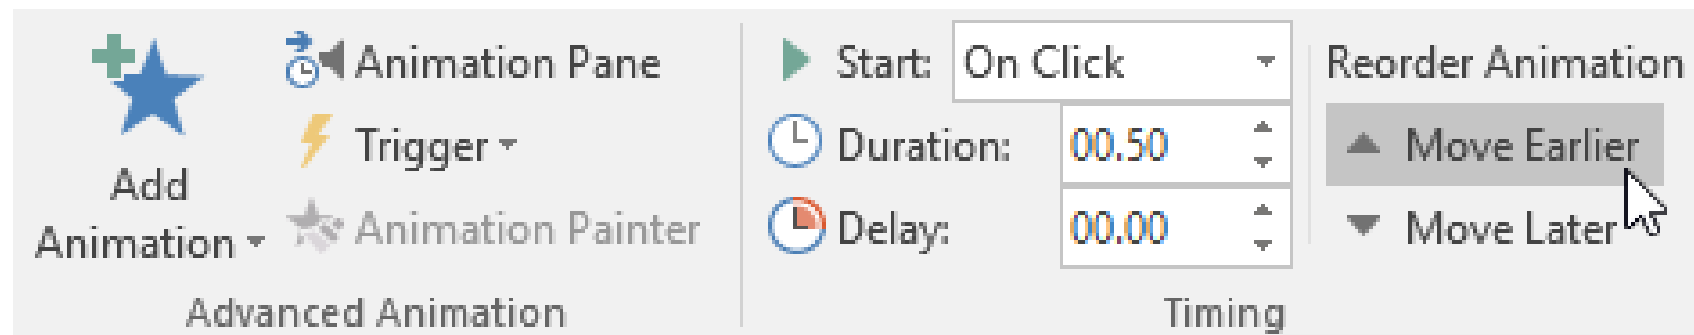 Add
Animation
Animation Pane
Trigger
Animation Painter
Advanced Animation
Start: On Click
Duration: 00.50
Delay: 00.00
Reorder Animation
Move Earlier
Move Later
Timing